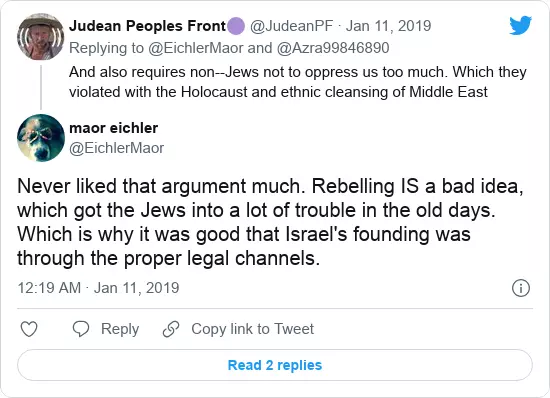 Judean Peoples Front @JudeanPF · Jan 11, 2019
Replying to @EichlerMaor and @Azra99846890
And also requires non--Jews not to oppress us too much. Which they
violated with the Holocaust and ethnic cleansing of Middle East
maor eichler
@EichlerMaor
Never liked that argument much. Rebelling IS a bad idea,
which got the Jews into a lot of trouble in the old days.
Which is why it was good that Israel's founding was
through the proper legal channels.
12:19 AM · Jan 11, 2019
Reply Copy link to Tweet
Read 2 replies